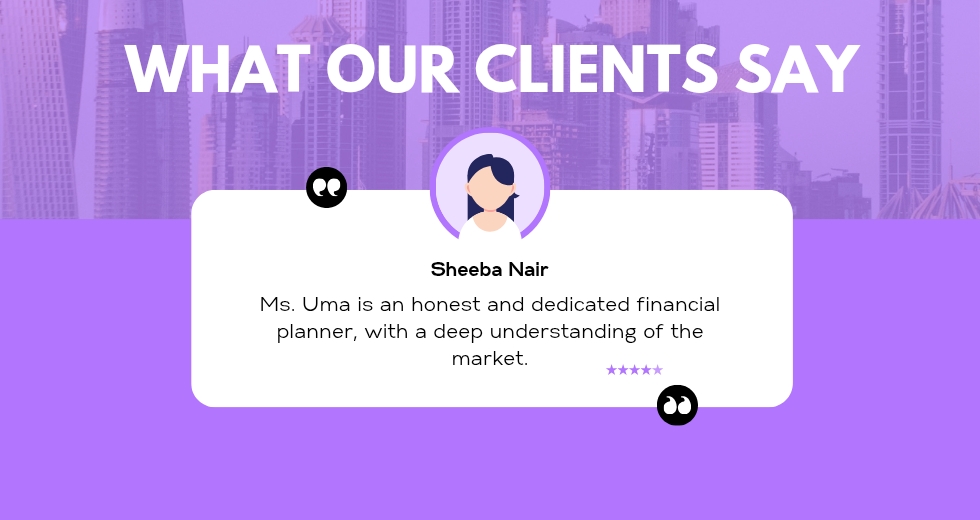 WHAT OUR CLIENTS SAY
Sheeba Nair
Ms. Uma is an honest and dedicated financial
planner, with a deep understanding of the
market.